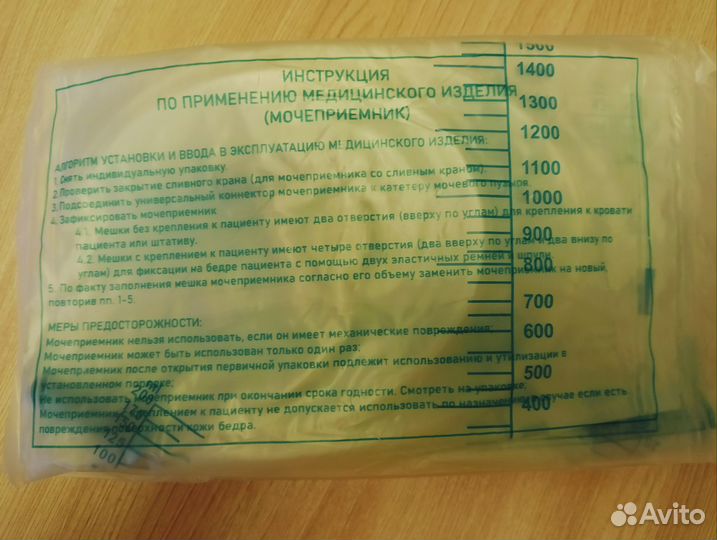 ИНСТРУКЦИЯ
ПО ПРИМЕНЕНИЮ МЕДИЦИНСКОГО ИЗДЕЛИЯ
(МОЧЕПРИЕМНИК)
АЛГОРИТМ УСТАНОВКИ И ВВОДА В ЭКСПЛУАТАЦИЮ МЕДИЦИНСКОГО ИЗДЕЛИЯ:
1. Снять индивидуальную упаковку.
2. Проверить закрытие сливного крана (для мочеприемника со сливным краном).
3. Подсоединить универсальный коннектор мочеприемника к катетеру мочевого пузыря.
4. Зафиксировать мочеприемник
4.1. Мешки без крепления к пациенту имеют два отверстия (вверху по углам) для крепления к кровати
пациента или штативу.
4.2. Мешки с креплением к пациенту имеют четыре отверстия (два вверху по углам и два внизу по
углам) для фиксации на бедре пациента с помощью двух эластичных ремней и
5. По факту заполнения мешка мочеприемника согласно его объему заменить мочеприемник на новый,
повторив пп. 1-5.
МЕРЫ ПРЕДОСТОРОЖНОСТИ:
Мочеприемник нельзя использовать, если он имеет механические повреждения;
Мочеприемник может быть использован только один раз;
Мочеприемник после открытия первичной упаковки подлежит использованию и утилизации в
установленном порядке;
Не использовать мочеприемник при окончании срока годности. Смотреть на упаковке;
Мочеприемник с креплением к пациенту не допускается использовать по назначению в случае если есть
повреждения поверхности кожи бедра.
1500
1400
1300
1200
1100
1000
900
800
700
600
500
400
200
125
100
Avito